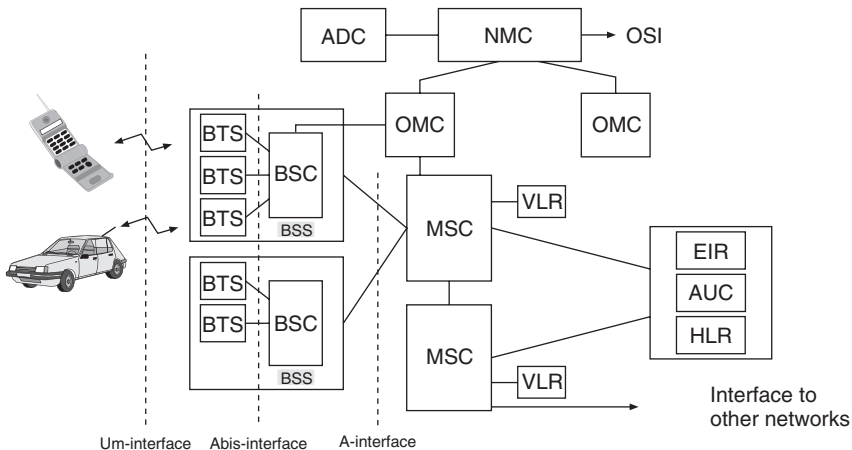 ADC
NMC
OSI
OMC
OMC
BTS
BTS
BTS
BSC
BSS
MSC
VLR
EIR
AUC
HLR
BTS
BTS
BSC
BSS
MSC
VLR
Interface to
other networks
Um-interface
Abis-interface
A-interface